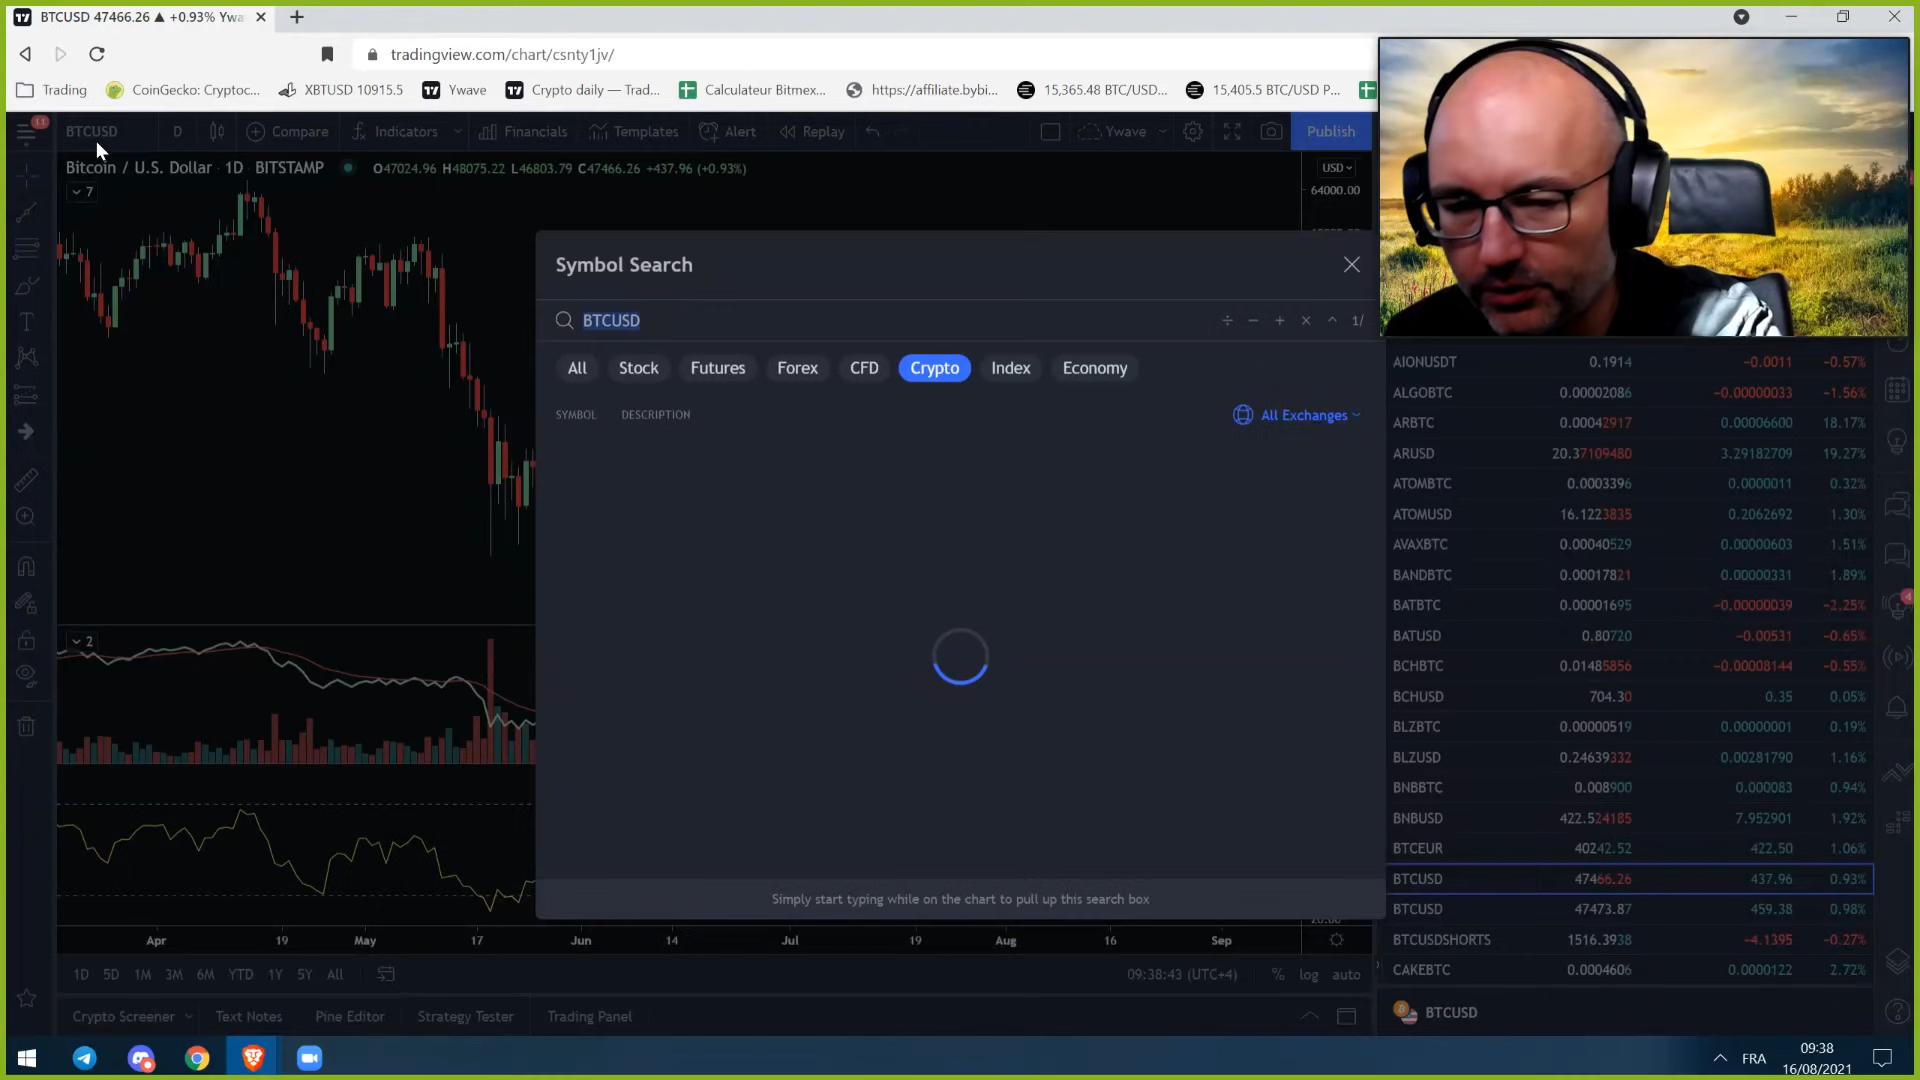 BTCUSD 47466.26 ▲ +0.93% Ywa
tradingview.com/chart/csnty1jv/
Trading
CoinGecko: Cryptoc...
XBTUSD 10915.5
Ywave
Crypto daily — Trad...
Calculateur Bitmex...
https://affiliate.bybi...
15,365.48 BTC/USD...
15,405.5 BTC/USD P...
11
BTCUSD
D
Compare
Indicators
Financials
Templates
Alert
Replay
Ywave
Publish
Bitcoin / U.S. Dollar · 1D · BITSTAMP
O47024.96 H48075.22 L46803.79 C47466.26 +437.96 (+0.93%)
USD
7
64000.00
Symbol Search
BTCUSD
÷ − + × ^ 1/
All
Stock
Futures
Forex
CFD
Crypto
Index
Economy
SYMBOL
DESCRIPTION
All Exchanges
Simply start typing while on the chart to pull up this search box
2
AIONUSDT 0.1914 −0.0011 −0.57%
ALGOBTC 0.00002086 −0.00000033 −1.56%
ARBTC 0.00042917 0.00006600 18.17%
ARUSD 20.37109480 3.29182709 19.27%
ATOMBTC 0.0003396 0.0000011 0.32%
ATOMUSD 16.1223835 0.2062692 1.30%
AVAXBTC 0.00040529 0.00000603 1.51%
BANDBTC 0.00017821 0.00000331 1.89%
BATBTC 0.00001695 −0.00000039 −2.25%
BATUSD 0.80720 −0.00531 −0.65%
BCHBTC 0.01485856 −0.00008144 −0.55%
BCHUSD 704.30 0.35 0.05%
BLZBTC 0.00000519 0.00000001 0.19%
BLZUSD 0.24639332 0.00281790 1.16%
BNBBTC 0.008900 0.000083 0.94%
BNBUSD 422.524185 7.952901 1.92%
BTCEUR 40242.52 422.50 1.06%
BTCUSD 47466.26 437.96 0.93%
BTCUSD 47473.87 459.38 0.98%
BTCUSDSHORTS 1516.3938 −4.1395 −0.27%
CAKEBTC 0.0004606 0.0000122 2.72%
4
Apr 19 May 17 Jun 14 Jul 19 Aug 16 Sep
1D 5D 1M 3M 6M YTD 1Y 5Y All
09:38:43 (UTC+4)
% log auto
Crypto Screener
Text Notes
Pine Editor
Strategy Tester
Trading Panel
BTCUSD
FRA
09:38
16/08/2021